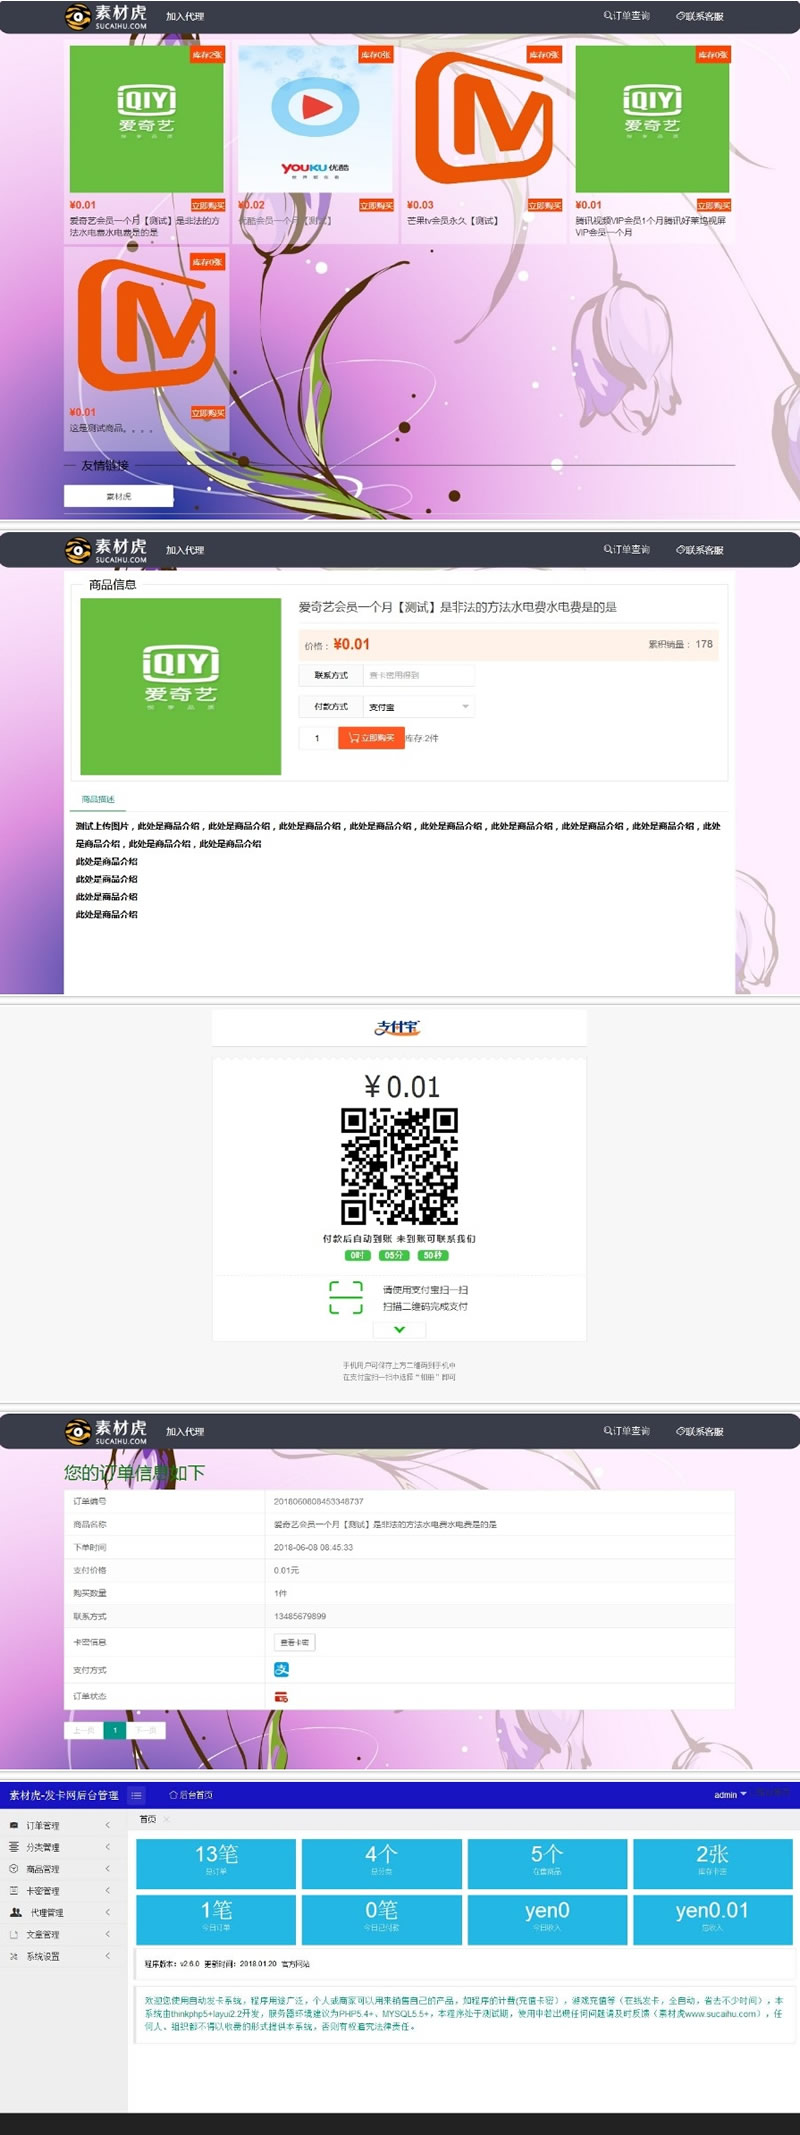 素材虎
SUCAIHU.COM
加入代理
订单查询
联系客服
库存2张
库存0张
库存0张
库存0张
QIYI
爱奇艺
悦享品质
YOUKU 优酷
QIYI
爱奇艺
悦享品质
¥0.01 立即购买
¥0.02 立即购买
¥0.03 立即购买
¥0.01 立即购买
爱奇艺会员一个月【测试】是非法的方
法水电费水电费是的是
优酷会员一个月【测试】
芒果tv会员永久【测试】
腾讯视频VIP会员1个月腾讯好莱坞视屏
VIP会员一个月
库存0张
¥0.01 立即购买
这是测试商品。。。。
友情链接
素材虎
素材虎
SUCAIHU.COM
加入代理
订单查询
联系客服
商品信息
QIYI
爱奇艺
悦享品质
爱奇艺会员一个月【测试】是非法的方法水电费水电费是的是
价格： ¥0.01
累积销量： 178
联系方式
查卡密用得到
付款方式
支付宝
1
立即购买
库存:2件
商品描述
测试上传图片，此处是商品介绍，此处是商品介绍，此处是商品介绍，此处是商品介绍，此处是商品介绍，此处是商品介绍，此处是商品介绍，此处是商品介绍，此处
是商品介绍，此处是商品介绍，此处是商品介绍
此处是商品介绍
此处是商品介绍
此处是商品介绍
此处是商品介绍
支付宝
¥ 0.01
付款后自动到账 未到账可联系我们
0时 05分 50秒
请使用支付宝扫一扫
扫描二维码完成支付
手机用户可保存上方二维码到手机中
在支付宝扫一扫中选择“相册”即可
素材虎
SUCAIHU.COM
加入代理
订单查询
联系客服
您的订单信息如下
订单编号 2018060808453348737
商品名称 爱奇艺会员一个月【测试】是非法的方法水电费水电费是的是
下单时间 2018-06-08 08:45:33
支付价格 0.01元
购买数量 1件
联系方式 13485679899
卡密信息 查看卡密
支付方式 支
订单状态
上一页 1 下一页
素材虎-发卡网后台管理
后台首页
admin
订单管理
分类管理
商品管理
卡密管理
代理管理
文章管理
系统设置
首页
13笔
总订单
4个
总分类
5个
在售商品
2张
库存卡密
1笔
今日订单
0笔
今日已付款
yen0
今日收入
yen0.01
总收入
程序版本：v2.6.0 更新时间：2018.01.20 官方网站
欢迎您使用自动发卡系统，程序用途广泛，个人或商家可以用来销售自己的产品，如程序的计费(充值卡密），游戏充值等（在线发卡，全自动，省去不少时间），本
系统由thinkphp5+layui2.2开发，服务器环境建议为PHP5.4+、MYSQL5.5+，本程序处于测试期，使用中若出现任何问题请及时反馈（素材虎www.sucaihu.com），任
何人、组织都不得以收费的形式提供本系统，否则有权追究法律责任。